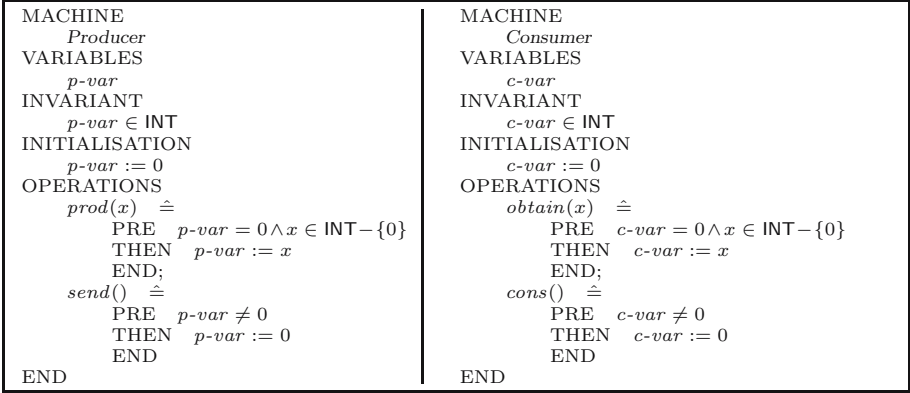 MACHINE
Producer
VARIABLES
p-var
INVARIANT
p-var ∈ INT
INITIALISATION
p-var := 0
OPERATIONS
prod(x) ≙
PRE p-var = 0 ∧ x ∈ INT−{0}
THEN p-var := x
END;
send() ≙
PRE p-var ≠ 0
THEN p-var := 0
END
END
MACHINE
Consumer
VARIABLES
c-var
INVARIANT
c-var ∈ INT
INITIALISATION
c-var := 0
OPERATIONS
obtain(x) ≙
PRE c-var = 0 ∧ x ∈ INT−{0}
THEN c-var := x
END;
cons() ≙
PRE c-var ≠ 0
THEN c-var := 0
END
END